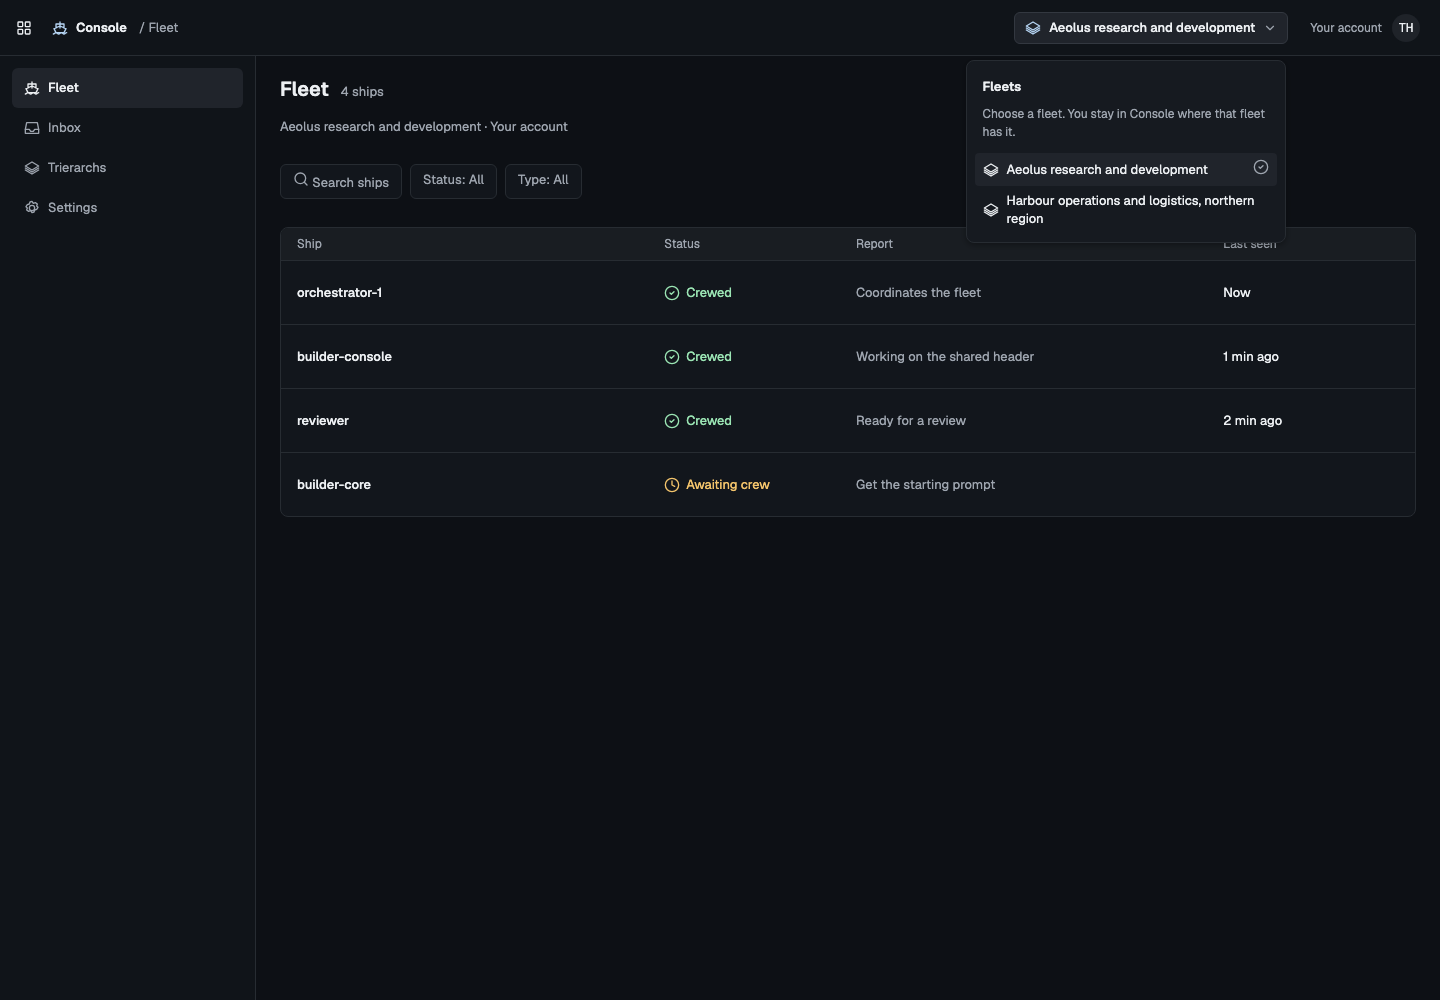 Console / Fleet
Aeolus research and development
Your account
TH
Fleet
Inbox
Trierarchs
Settings
Fleet 4 ships
Aeolus research and development · Your account
Search ships
Status: All
Type: All
Fleets
Choose a fleet. You stay in Console where that fleet
has it.
Aeolus research and development
Harbour operations and logistics, northern
region
Ship Status Report Last seen
orchestrator-1 Crewed Coordinates the fleet Now
builder-console Crewed Working on the shared header 1 min ago
reviewer Crewed Ready for a review 2 min ago
builder-core Awaiting crew Get the starting prompt